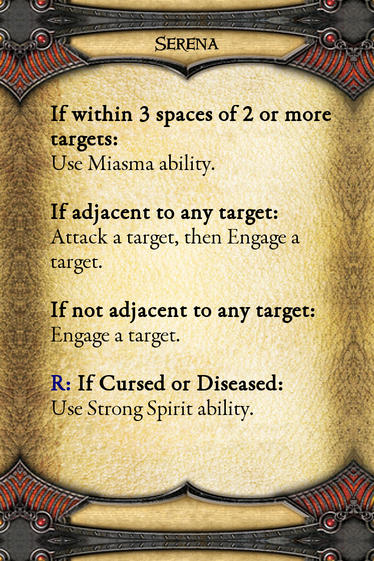 Serena
If within 3 spaces of 2 or more
targets:
Use Miasma ability.
If adjacent to any target:
Attack a target, then Engage a
target.
If not adjacent to any target:
Engage a target.
R: If Cursed or Diseased:
Use Strong Spirit ability.